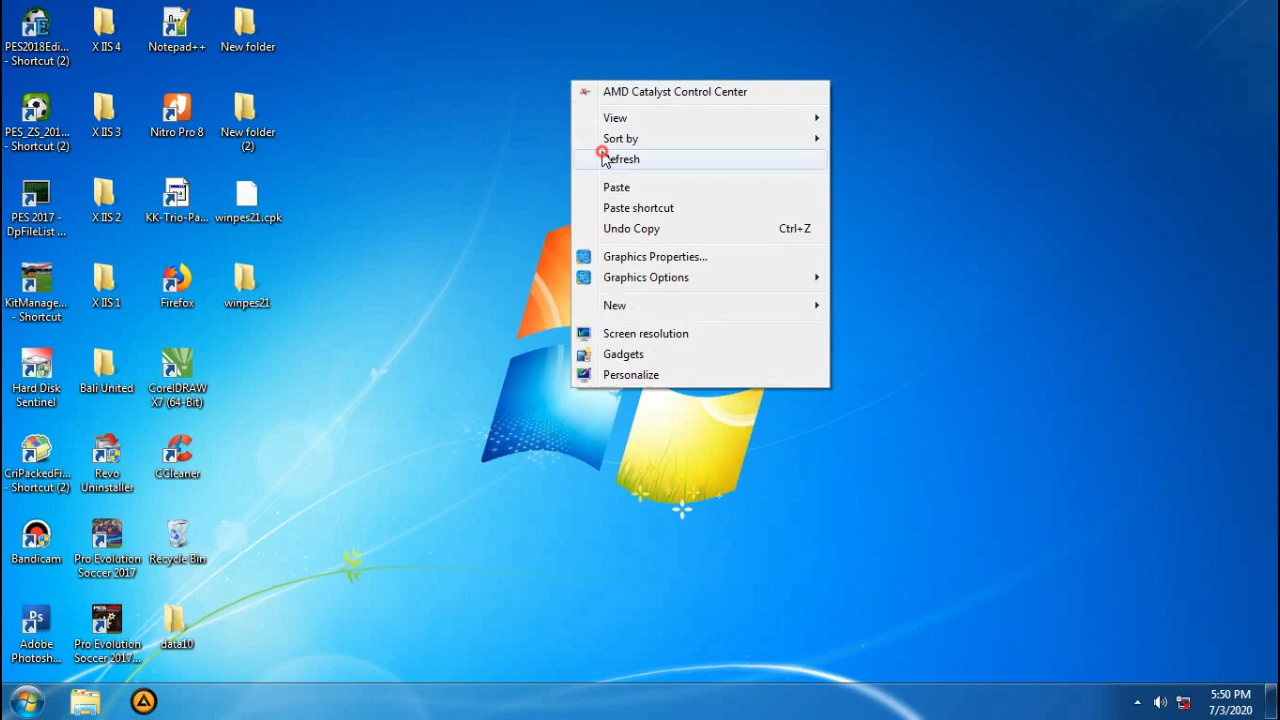 PES2018Edi...
- Shortcut (2)
X IIS 4
Notepad++
New folder
PES_ZS_201...
- Shortcut (2)
X IIS 3
Nitro Pro 8
New folder
(2)
PES 2017 -
DpFileList ...
X IIS 2
KK-Trio-Pa...
winpes21.cpk
KitManage...
- Shortcut
X IIS 1
Firefox
winpes21
Hard Disk
Sentinel
Bali United
CorelDRAW
X7 (64-Bit)
CriPackedFi...
- Shortcut (2)
Revo
Uninstaller
CCleaner
Bandicam
Pro Evolution
Soccer 2017
Recycle Bin
Ps
Adobe
Photosh...
Pro Evolution
Soccer 2017...
data10
AMD Catalyst Control Center
View
Sort by
efresh
Paste
Paste shortcut
Undo Copy Ctrl+Z
Graphics Properties...
Graphics Options
New
Screen resolution
Gadgets
Personalize
5:50 PM
7/3/2020